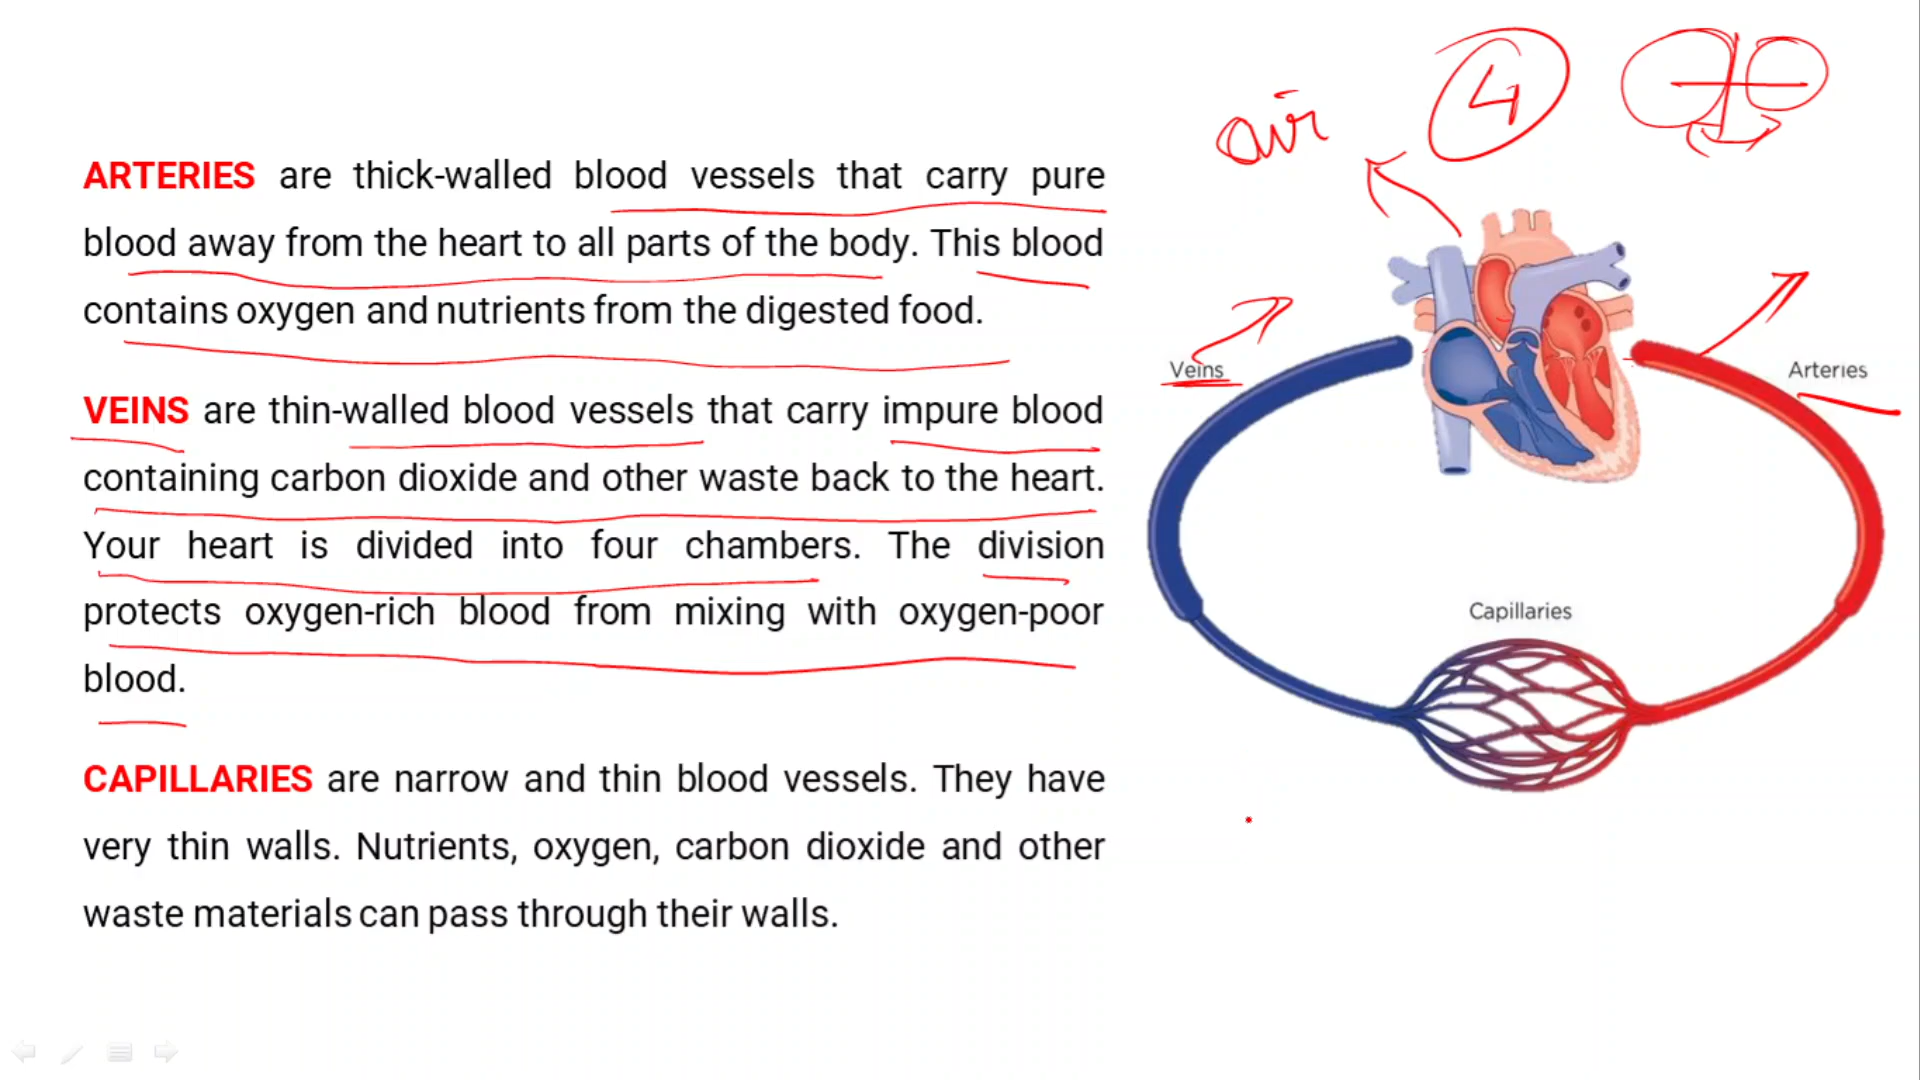 air
4
ARTERIES are thick-walled blood vessels that carry pure
blood away from the heart to all parts of the body. This blood
contains oxygen and nutrients from the digested food.
VEINS are thin-walled blood vessels that carry impure blood
containing carbon dioxide and other waste back to the heart.
Your heart is divided into four chambers. The division
protects oxygen-rich blood from mixing with oxygen-poor
blood.
CAPILLARIES are narrow and thin blood vessels. They have
very thin walls. Nutrients, oxygen, carbon dioxide and other
waste materials can pass through their walls.
Veins
Arteries
Capillaries